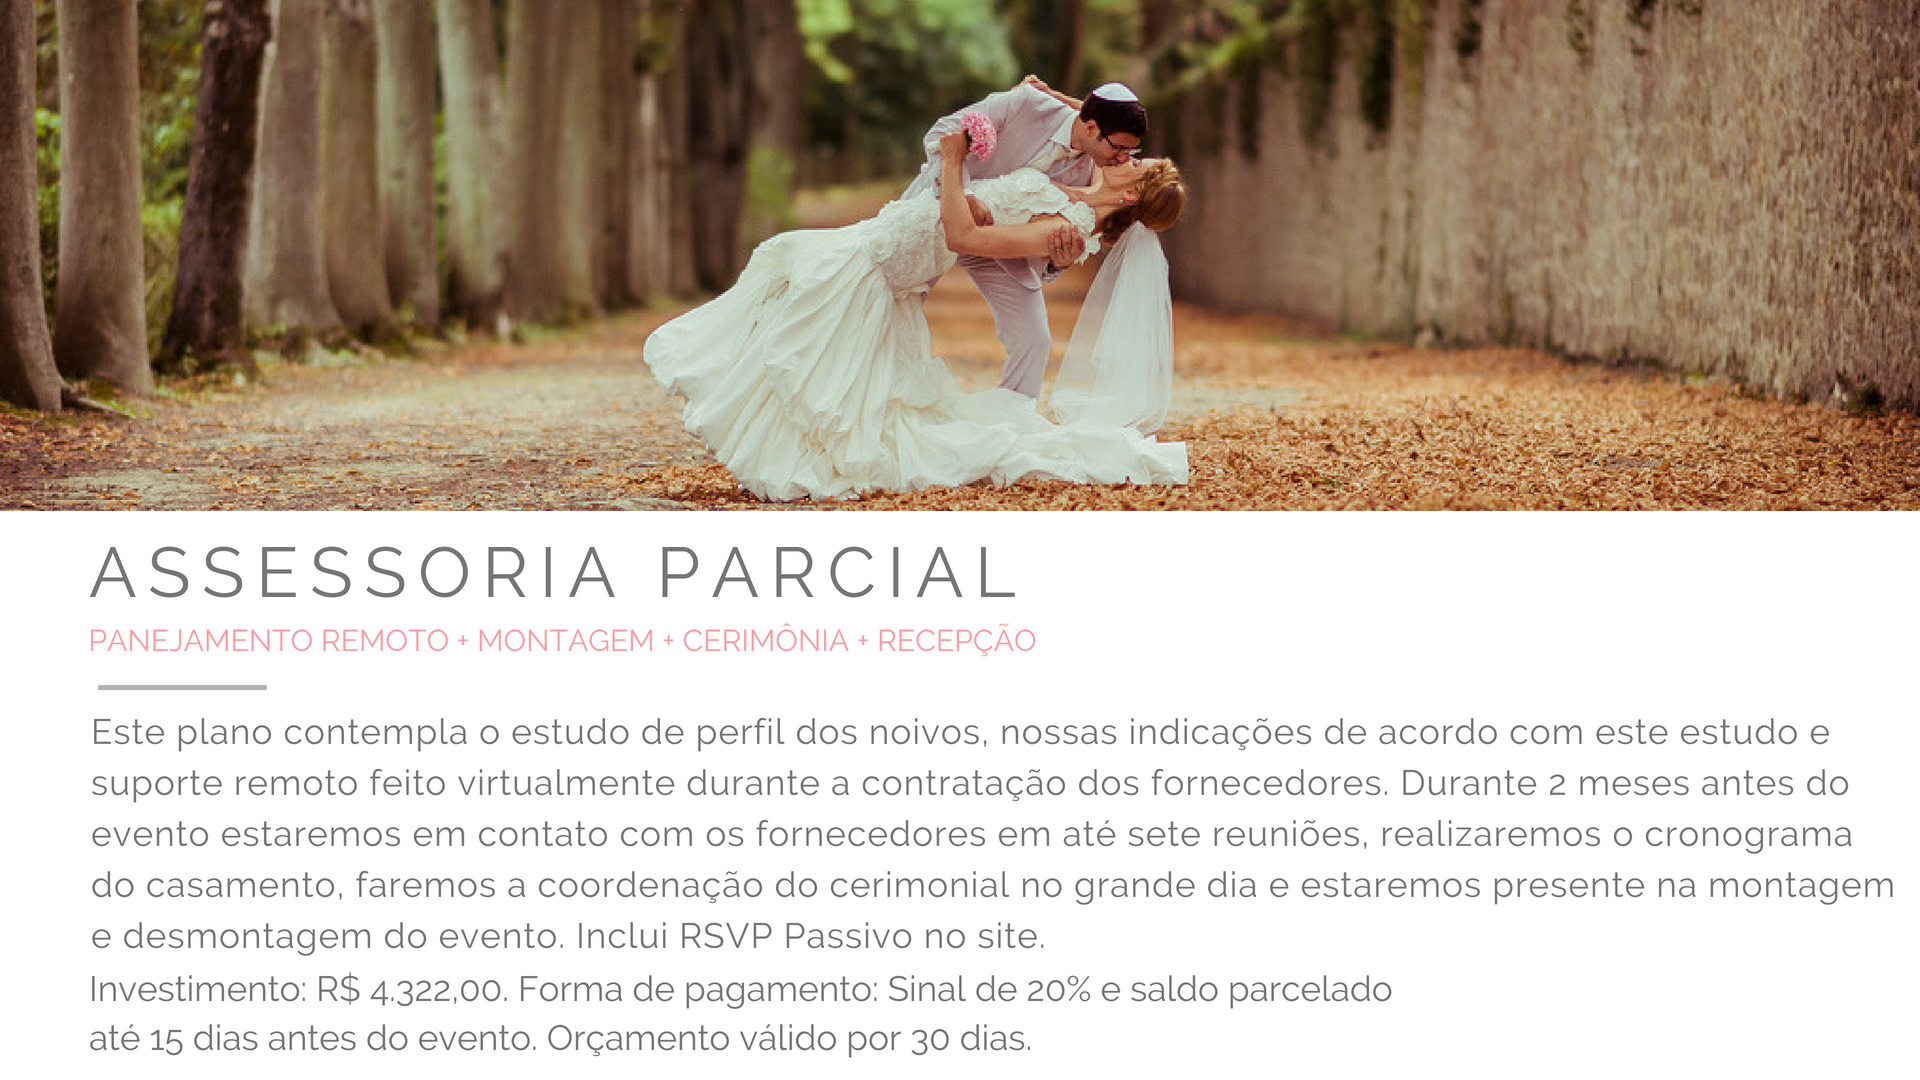 ASSESSORIA PARCIAL
PANEJAMENTO REMOTO + MONTAGEM + CERIMÔNIA + RECEPÇÃO
Este plano contempla o estudo de perfil dos noivos, nossas indicações de acordo com este estudo e
suporte remoto feito virtualmente durante a contratação dos fornecedores. Durante 2 meses antes do
evento estaremos em contato com os fornecedores em até sete reuniões, realizaremos o cronograma
do casamento, faremos a coordenação do cerimonial no grande dia e estaremos presente na montagem
e desmontagem do evento. Inclui RSVP Passivo no site.
Investimento: R$ 4.322,00. Forma de pagamento: Sinal de 20% e saldo parcelado
até 15 dias antes do evento. Orçamento válido por 30 dias.